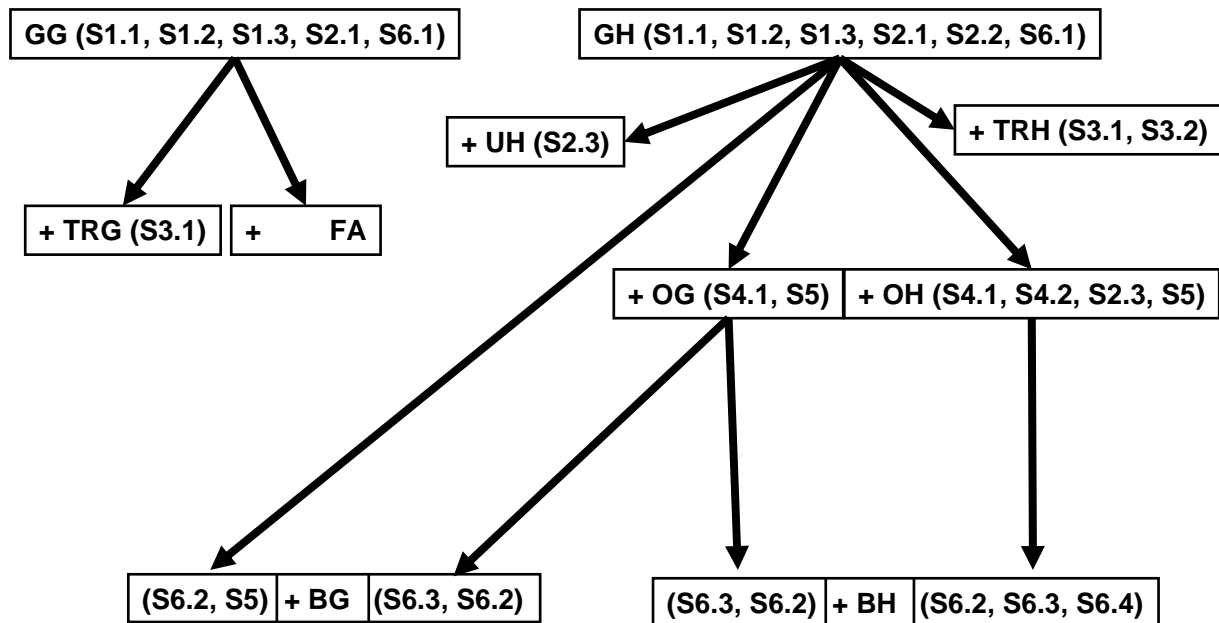 GG (S1.1, S1.2, S1.3, S2.1, S6.1)
GH (S1.1, S1.2, S1.3, S2.1, S2.2, S6.1)
+ UH (S2.3)
+ TRH (S3.1, S3.2)
+ TRG (S3.1)
+ FA
+ OG (S4.1, S5)
+ OH (S4.1, S4.2, S2.3, S5)
(S6.2, S5) + BG (S6.3, S6.2)
(S6.3, S6.2) + BH (S6.2, S6.3, S6.4)